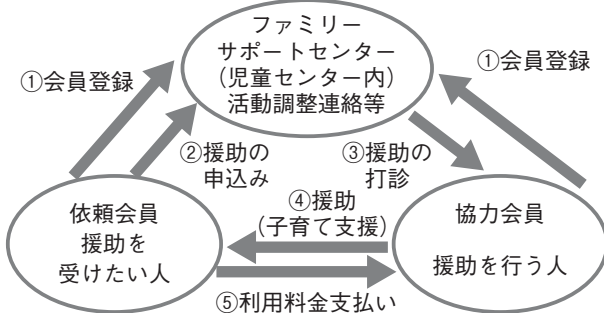 ファミリー
サポートセンター
(児童センター内)
活動調整連絡等
①会員登録
①会員登録
②援助の
申込み
③援助の
打診
④援助
(子育て支援)
依頼会員
援助を
受けたい人
協力会員
援助を行う人
⑤利用料金支払い